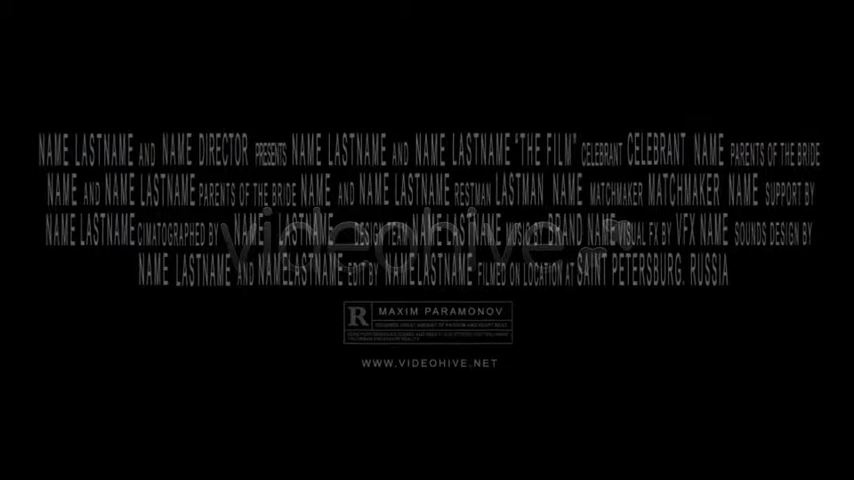 NAME LASTNAME AND NAME DIRECTOR PRESENTS NAME LASTNAME AND NAME LASTNAME "THE FILM" CELEBRANT CELEBRANT NAME PARENTS OF THE BRIDE
NAME AND NAME LASTNAME PARENTS OF THE BRIDE NAME AND NAME LASTNAME RESTMAN LASTMAN NAME MATCHMAKER MATCHMAKER NAME SUPPORT BY
NAME LASTNAME CIMATOGRAPHED BY NAME LASTNAME DESIGN TEAM NAME LASTNAME MUSIC BRAND NAME VISUAL FX BY VFX NAME SOUNDS DESIGN BY
videohive
NAME LASTNAME AND NAMELASTNAME EDIT BY NAMELASTNAME FILMED ON LOCATION AT SAINT PETERSBURG. RUSSIA
R MAXIM PARAMONOV
WWW.VIDEOHIVE.NET